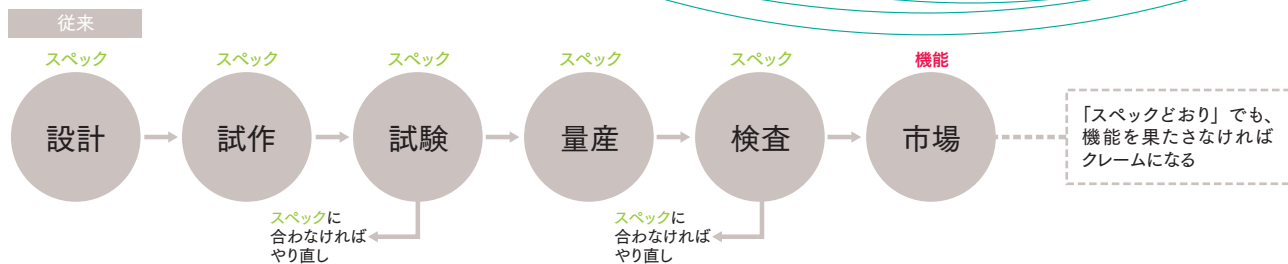 従来
スペック
スペック
スペック
スペック
スペック
機能
設計
試作
試験
量産
検査
市場
「スペックどおり」でも、
機能を果たさなければ
クレームになる
スペックに
合わなければ
やり直し
スペックに
合わなければ
やり直し